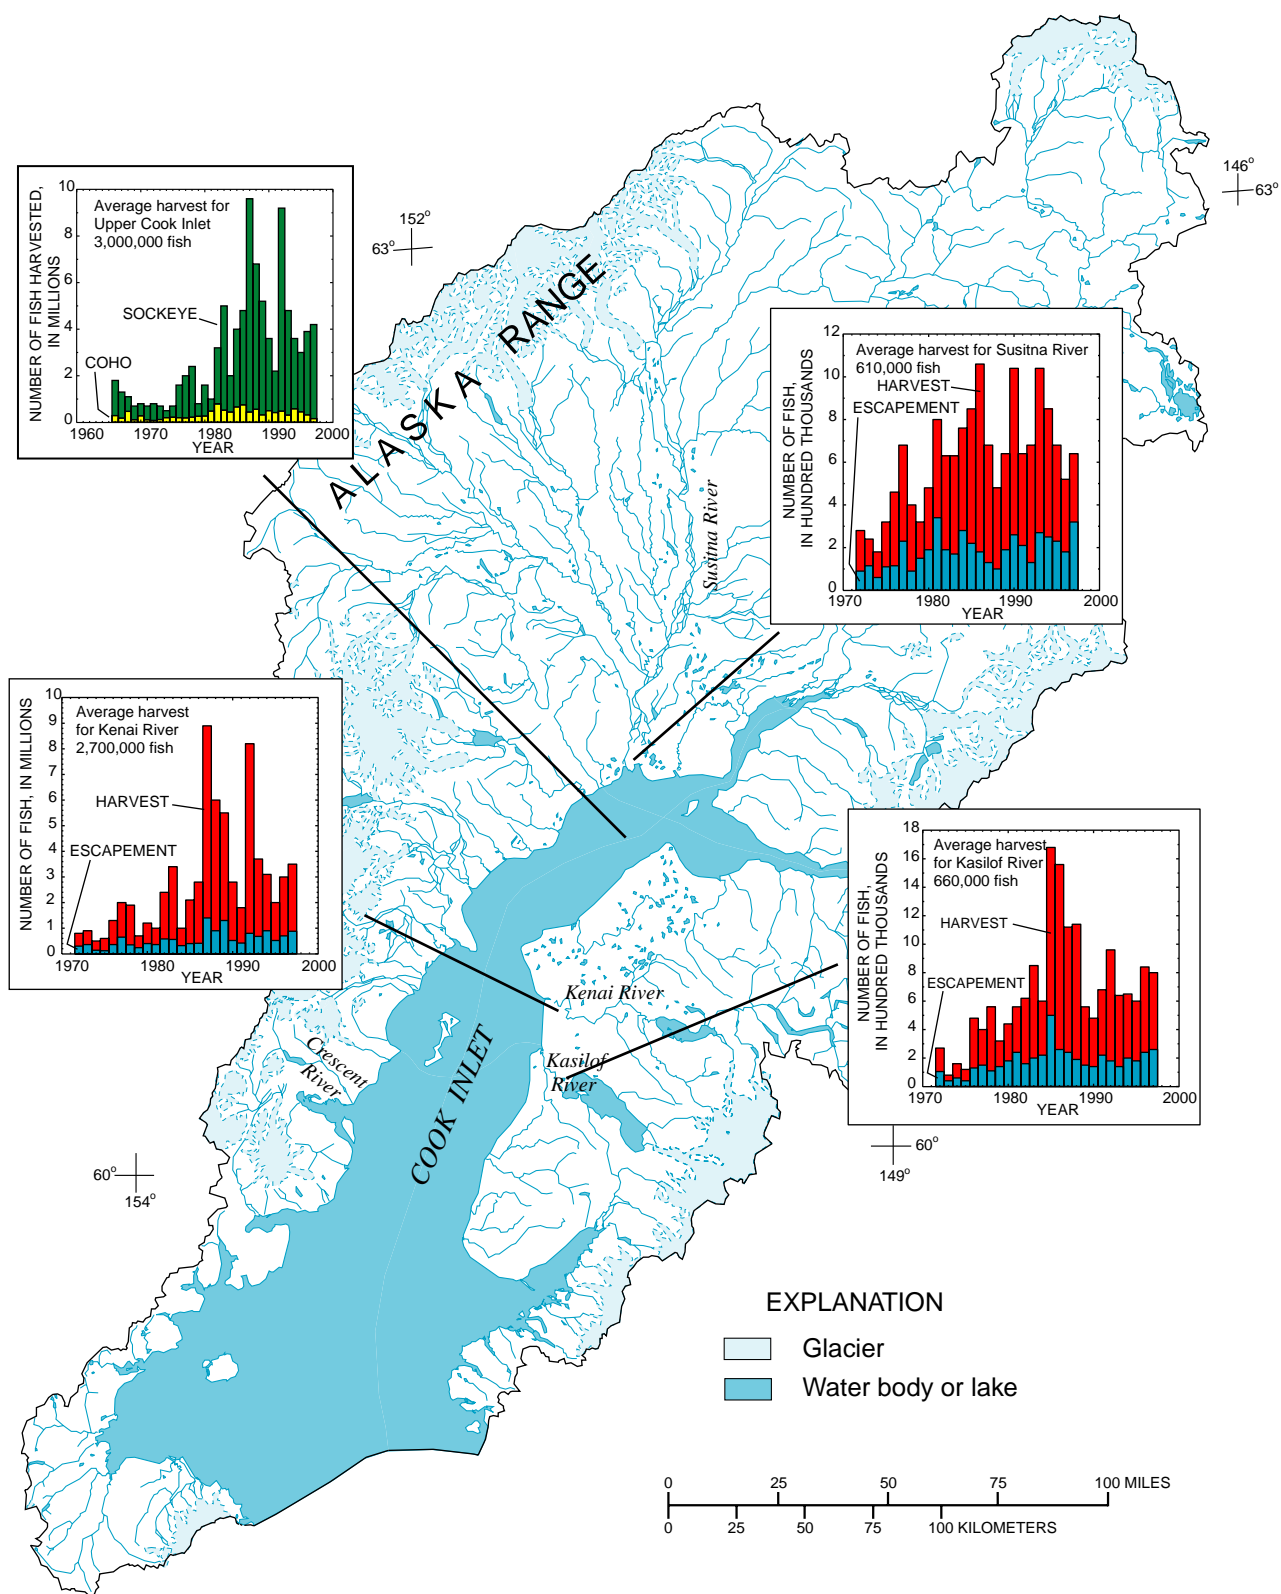 146°
63°
152°
63°
10
8
6
4
2
0
NUMBER OF FISH HARVESTED,
IN MILLIONS
Average harvest for
Upper Cook Inlet
3,000,000 fish
SOCKEYE
COHO
1960
1970
1980
1990
2000
YEAR
ALASKA RANGE
12
10
8
6
4
2
0
NUMBER OF FISH,
IN HUNDRED THOUSANDS
Average harvest for Susitna River
610,000 fish
HARVEST
ESCAPEMENT
1970
1980
1990
2000
YEAR
Susitna River
10
9
8
7
6
5
4
3
2
1
0
NUMBER OF FISH, IN MILLIONS
Average harvest
for Kenai River
2,700,000 fish
HARVEST
ESCAPEMENT
1970
1980
1990
2000
YEAR
18
16
14
12
10
8
6
4
2
0
NUMBER OF FISH,
IN HUNDRED THOUSANDS
Average harvest
for Kasilof River
660,000 fish
HARVEST
ESCAPEMENT
1970
1980
1990
2000
YEAR
Kenai River
Kasilof
River
Crescent
River
COOK INLET
60°
154°
60°
149°
EXPLANATION
Glacier
Water body or lake
0
25
50
75
100 MILES
0
25
50
75
100 KILOMETERS